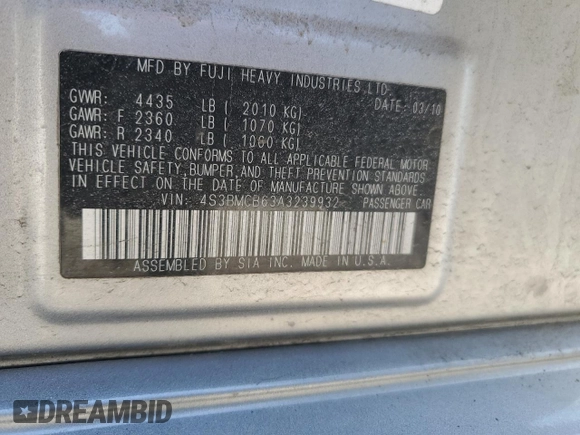 MFD BY FUJI HEAVY INDUSTRIES LTD.
DATE: 03/10
GVWR: 4435 LB ( 2010 KG)
GAWR: F 2360 LB ( 1070 KG)
GAWR: R 2340 LB ( 1060 KG)
THIS VEHICLE CONFORMS TO ALL APPLICABLE FEDERAL MOTOR
VEHICLE SAFETY, BUMPER, AND THEFT PREVENTION STANDARDS
IN EFFECT ON THE DATE OF MANUFACTURE SHOWN ABOVE.
VIN: 4S3BMCB63A3239932 PASSENGER CAR
ASSEMBLED BY SIA INC. MADE IN U.S.A.
DREAMBID